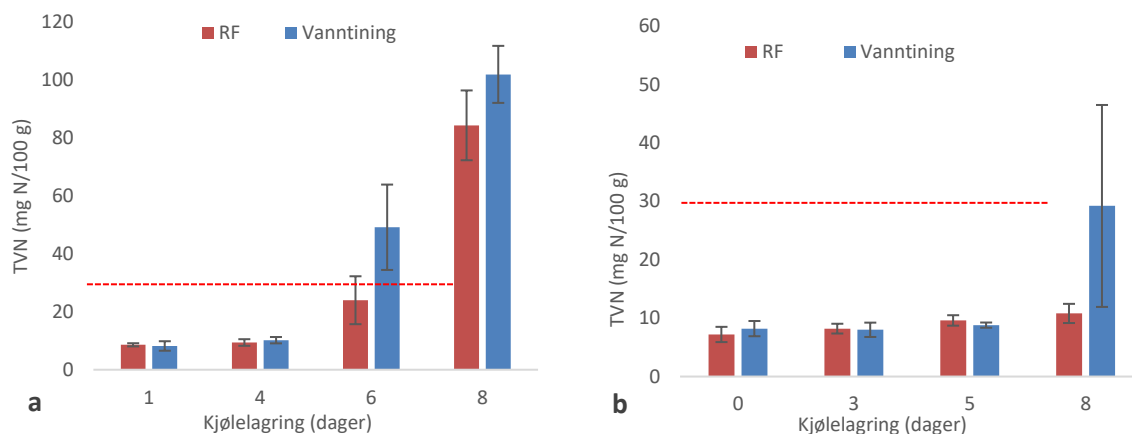 120
RF
Vanntining
100
80
60
40
20
0
TVN (mg N/100 g)
1
4
6
8
Kjølelagring (dager)
a
60
RF
Vanntining
50
40
30
20
10
0
TVN (mg N/100 g)
0
3
5
8
Kjølelagring (dager)
b